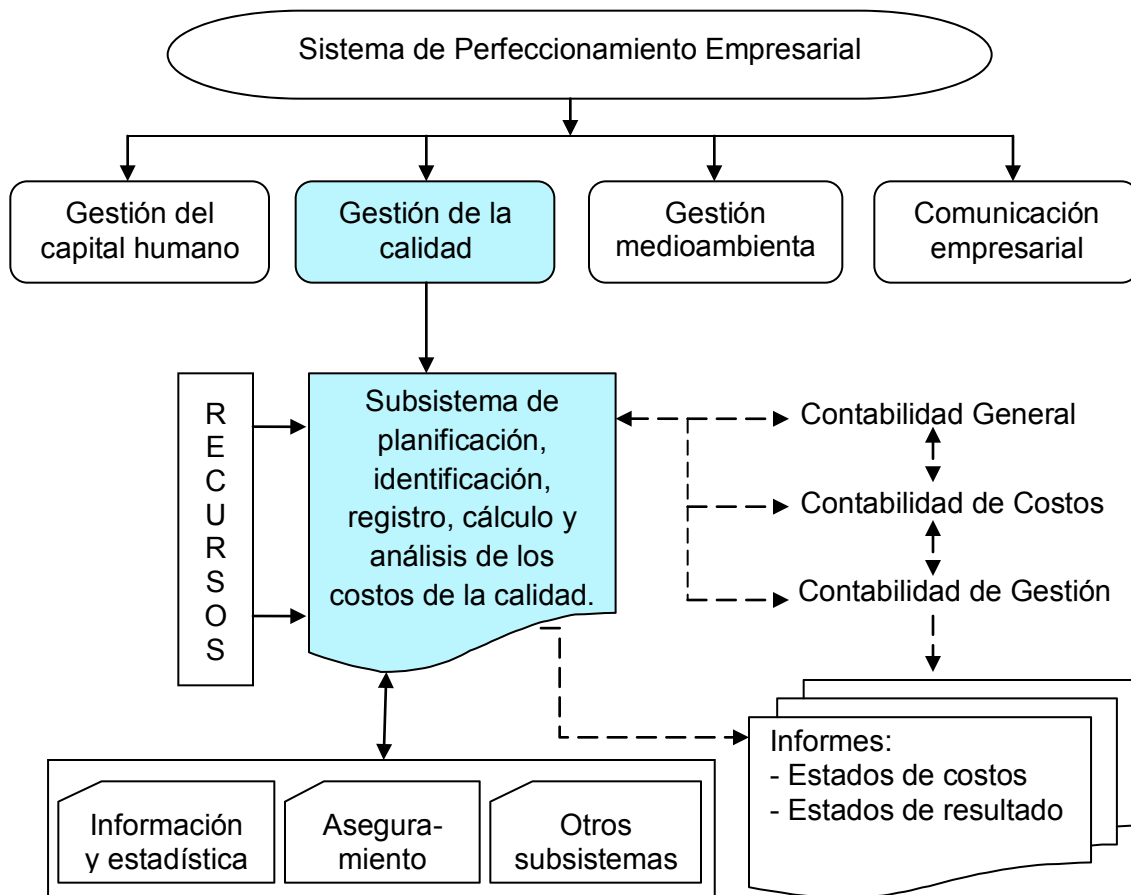 Sistema de Perfeccionamiento Empresarial
Gestión del
capital humano
Gestión de la
calidad
Gestión
medioambienta
Comunicación
empresarial
R
E
C
U
R
S
O
S
Subsistema de
planificación,
identificación,
registro, cálculo y
análisis de los
costos de la calidad.
Contabilidad General
Contabilidad de Costos
Contabilidad de Gestión
Informes:
- Estados de costos
- Estados de resultado
Información
y estadística
Asegura-
miento
Otros
subsistemas